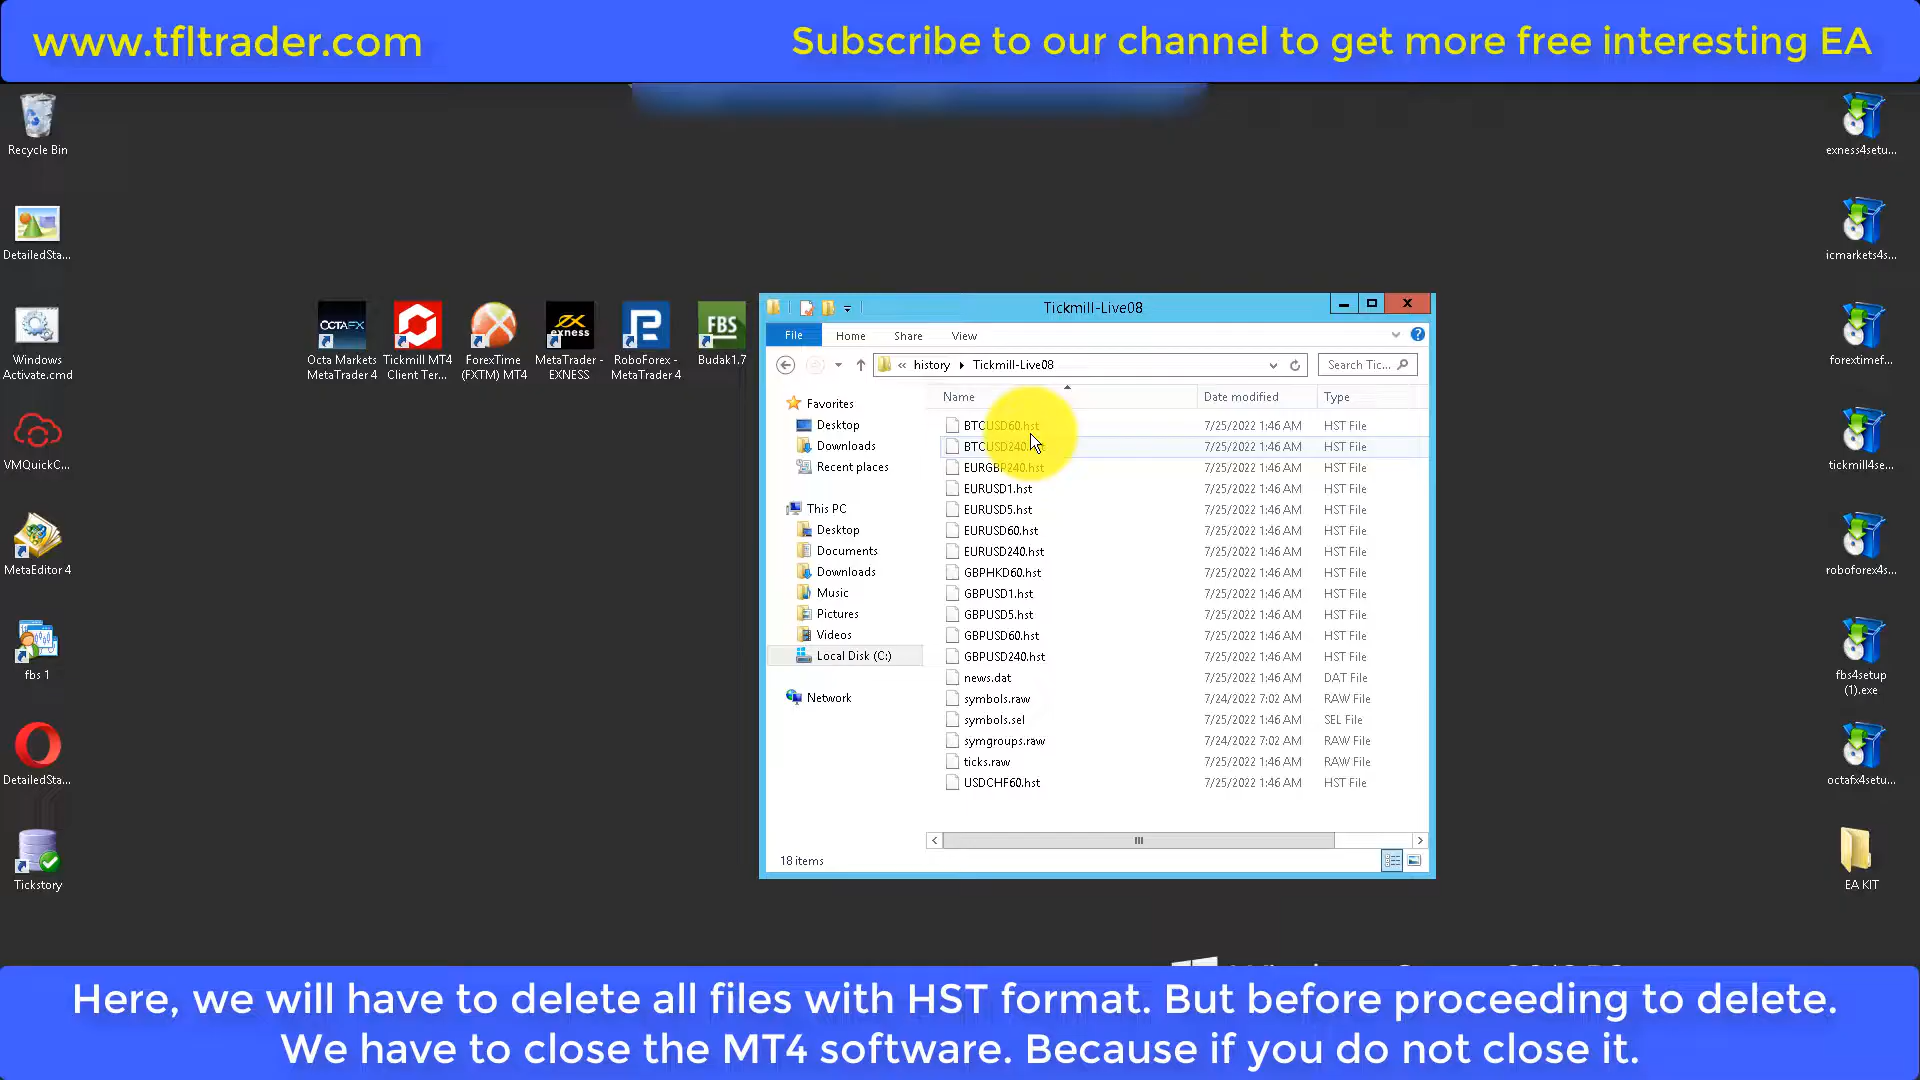 www.tfltrader.com
Subscribe to our channel to get more free interesting EA
Recycle Bin
DetailedSta...
Windows
Activate.cmd
VMQuickC...
MetaEditor 4
fbs 1
DetailedSta...
Tickstory
OCTAFX
Octa Markets
MetaTrader 4
Tickmill MT4
Client Ter...
ForexTime
(FXTM) MT4
exness
MetaTrader -
EXNESS
RoboForex -
MetaTrader 4
FBS
Budak1.7
Tickmill-Live08
File
Home
Share
View
« history ▸ Tickmill-Live08
Search Tic...
Favorites
Desktop
Downloads
Recent places
This PC
Desktop
Documents
Downloads
Music
Pictures
Videos
Local Disk (C:)
Network
Name Date modified Type
BTCUSD60.hst 7/25/2022 1:46 AM HST File
BTCUSD240.hst 7/25/2022 1:46 AM HST File
EURGBP240.hst 7/25/2022 1:46 AM HST File
EURUSD1.hst 7/25/2022 1:46 AM HST File
EURUSD5.hst 7/25/2022 1:46 AM HST File
EURUSD60.hst 7/25/2022 1:46 AM HST File
EURUSD240.hst 7/25/2022 1:46 AM HST File
GBPHKD60.hst 7/25/2022 1:46 AM HST File
GBPUSD1.hst 7/25/2022 1:46 AM HST File
GBPUSD5.hst 7/25/2022 1:46 AM HST File
GBPUSD60.hst 7/25/2022 1:46 AM HST File
GBPUSD240.hst 7/25/2022 1:46 AM HST File
news.dat 7/25/2022 1:46 AM DAT File
symbols.raw 7/24/2022 7:02 AM RAW File
symbols.sel 7/25/2022 1:46 AM SEL File
symgroups.raw 7/24/2022 7:02 AM RAW File
ticks.raw 7/25/2022 1:46 AM RAW File
USDCHF60.hst 7/25/2022 1:46 AM HST File
18 items
exness4setu...
icmarkets4s...
forextimef...
tickmill4se...
roboforex4s...
fbs4setup
(1).exe
octafx4setu...
EA KIT
Here, we will have to delete all files with HST format. But before proceeding to delete.
We have to close the MT4 software. Because if you do not close it.